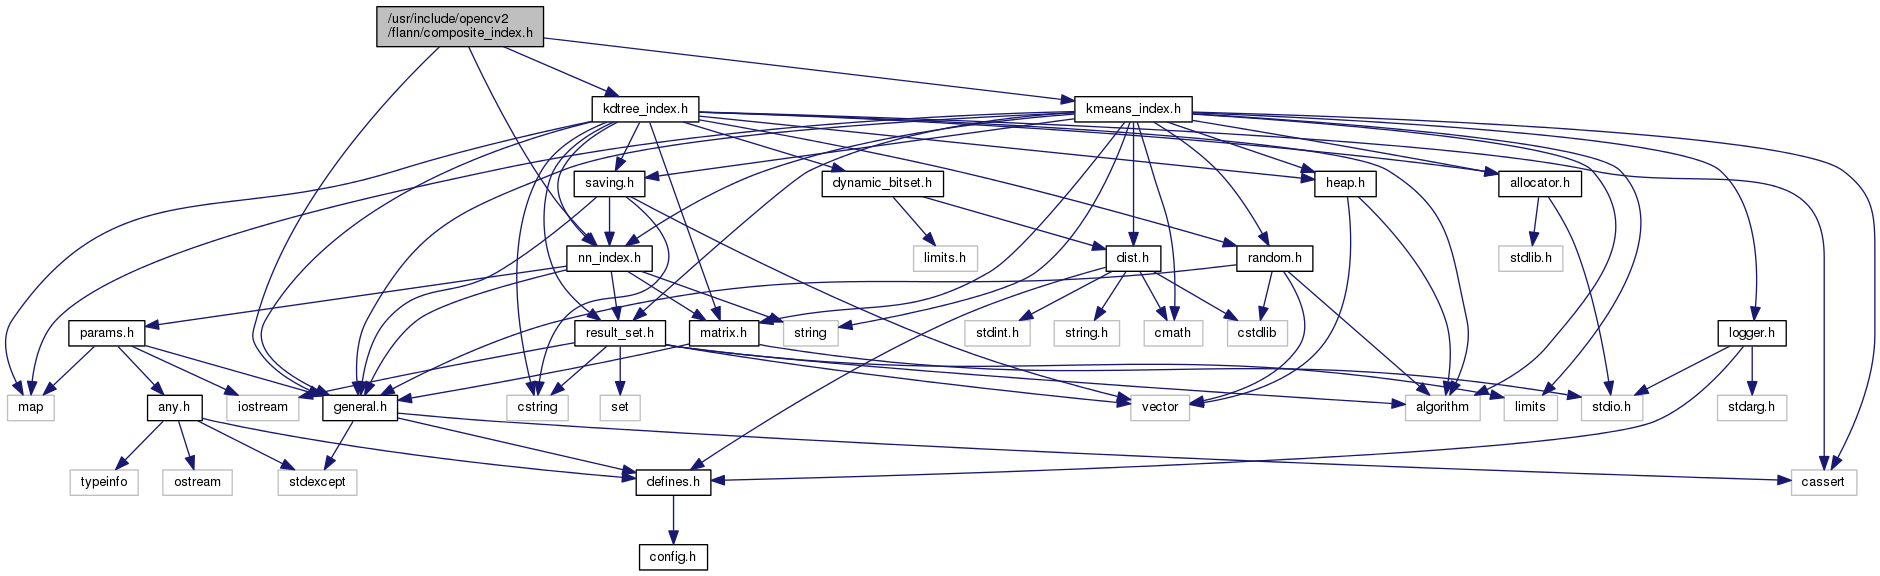 /usr/include/opencv2
/flann/composite_index.h
kdtree_index.h
kmeans_index.h
saving.h
dynamic_bitset.h
heap.h
allocator.h
nn_index.h
limits.h
dist.h
random.h
stdlib.h
params.h
result_set.h
matrix.h
string
stdint.h
string.h
cmath
cstdlib
logger.h
map
any.h
iostream
general.h
cstring
set
vector
algorithm
limits
stdio.h
stdarg.h
typeinfo
ostream
stdexcept
defines.h
cassert
config.h